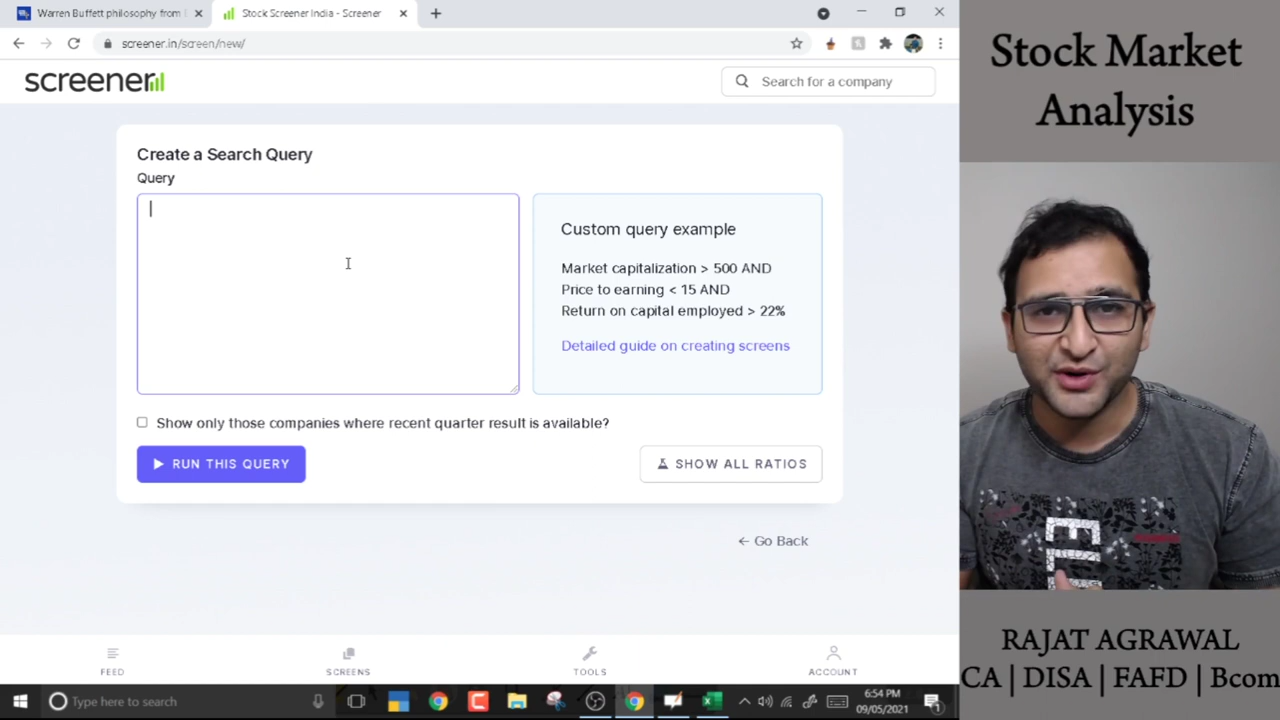 Warren Buffett philosophy from
Stock Screener India - Screener
screener.in/screen/new/
screener
Search for a company
Create a Search Query
Query
Custom query example
Market capitalization > 500 AND
Price to earning < 15 AND
Return on capital employed > 22%
Detailed guide on creating screens
Show only those companies where recent quarter result is available?
RUN THIS QUERY
SHOW ALL RATIOS
← Go Back
FEED
SCREENS
TOOLS
ACCOUNT
Type here to search
6:54 PM
09/05/2021
1
Stock Market
Analysis
RAJAT AGRAWAL
CA | DISA | FAFD | Bcom